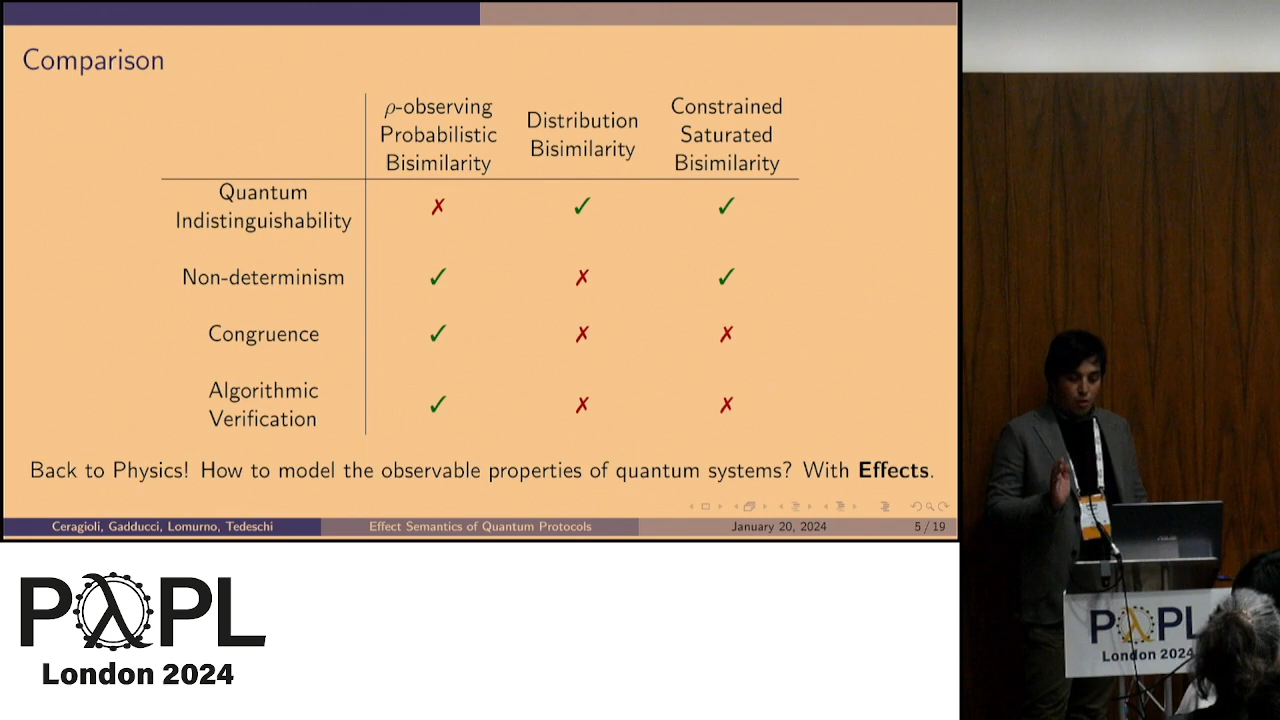 Comparison
ρ-observing
Probabilistic
Bisimilarity
Distribution
Bisimilarity
Constrained
Saturated
Bisimilarity
Quantum
Indistinguishability
✗ ✓ ✓
Non-determinism ✓ ✗ ✓
Congruence ✓ ✗ ✗
Algorithmic
Verification
✓ ✗ ✗
Back to Physics! How to model the observable properties of quantum systems? With Effects.
Ceragioli, Gadducci, Lomurno, Tedeschi Effect Semantics of Quantum Protocols January 20, 2024 5 / 19
PλPL
London 2024
PλPL
London 2024